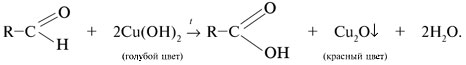 R—C(=O)—H + 2Cu(OH)₂ →(t) R—C(=O)—OH + Cu₂O↓ + 2H₂O.
(голубой цвет) (красный цвет)